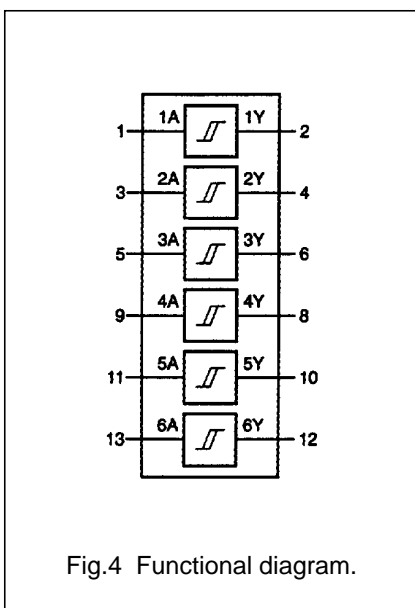 1 1A 1Y 2
3 2A 2Y 4
5 3A 3Y 6
9 4A 4Y 8
11 5A 5Y 10
13 6A 6Y 12
Fig.4 Functional diagram.